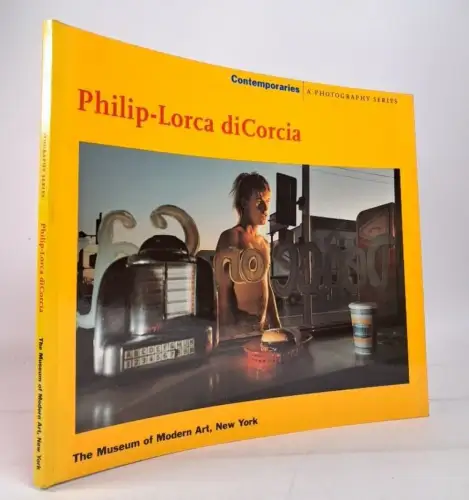 Contemporaries A PHOTOGRAPHY SERIES
Philip-Lorca diCorcia
ABCDEFGHJK
The Museum of Modern Art, New York
Philip-Lorca diCorcia
The Museum of Modern Art, New York